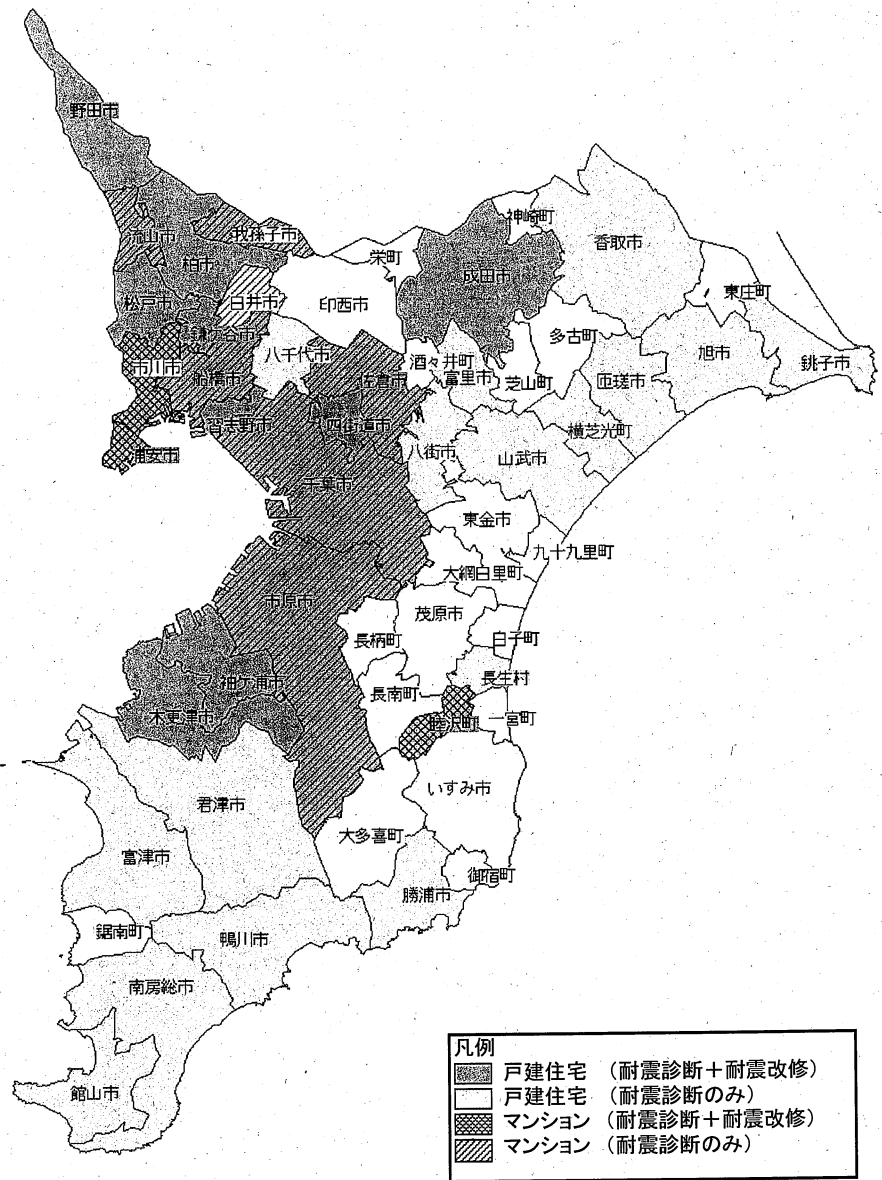 野田市
流山市
我孫子市
柏市
松戸市
白井市
鎌ケ谷市
市川市
船橋市
八千代市
習志野市
浦安市
栄町
印西市
成田市
神崎町
香取市
東庄町
多古町
旭市
銚子市
酒々井町
富里市
芝山町
匝瑳市
佐倉市
四街道市
八街市
山武市
横芝光町
千葉市
東金市
九十九里町
大網白里町
市原市
茂原市
長柄町
白子町
長生村
長南町
睦沢町
一宮町
袖ケ浦市
木更津市
いすみ市
君津市
大多喜町
富津市
御宿町
勝浦市
鋸南町
鴨川市
南房総市
館山市
凡例
戸建住宅 (耐震診断+耐震改修)
戸建住宅 (耐震診断のみ)
マンション (耐震診断+耐震改修)
マンション (耐震診断のみ)